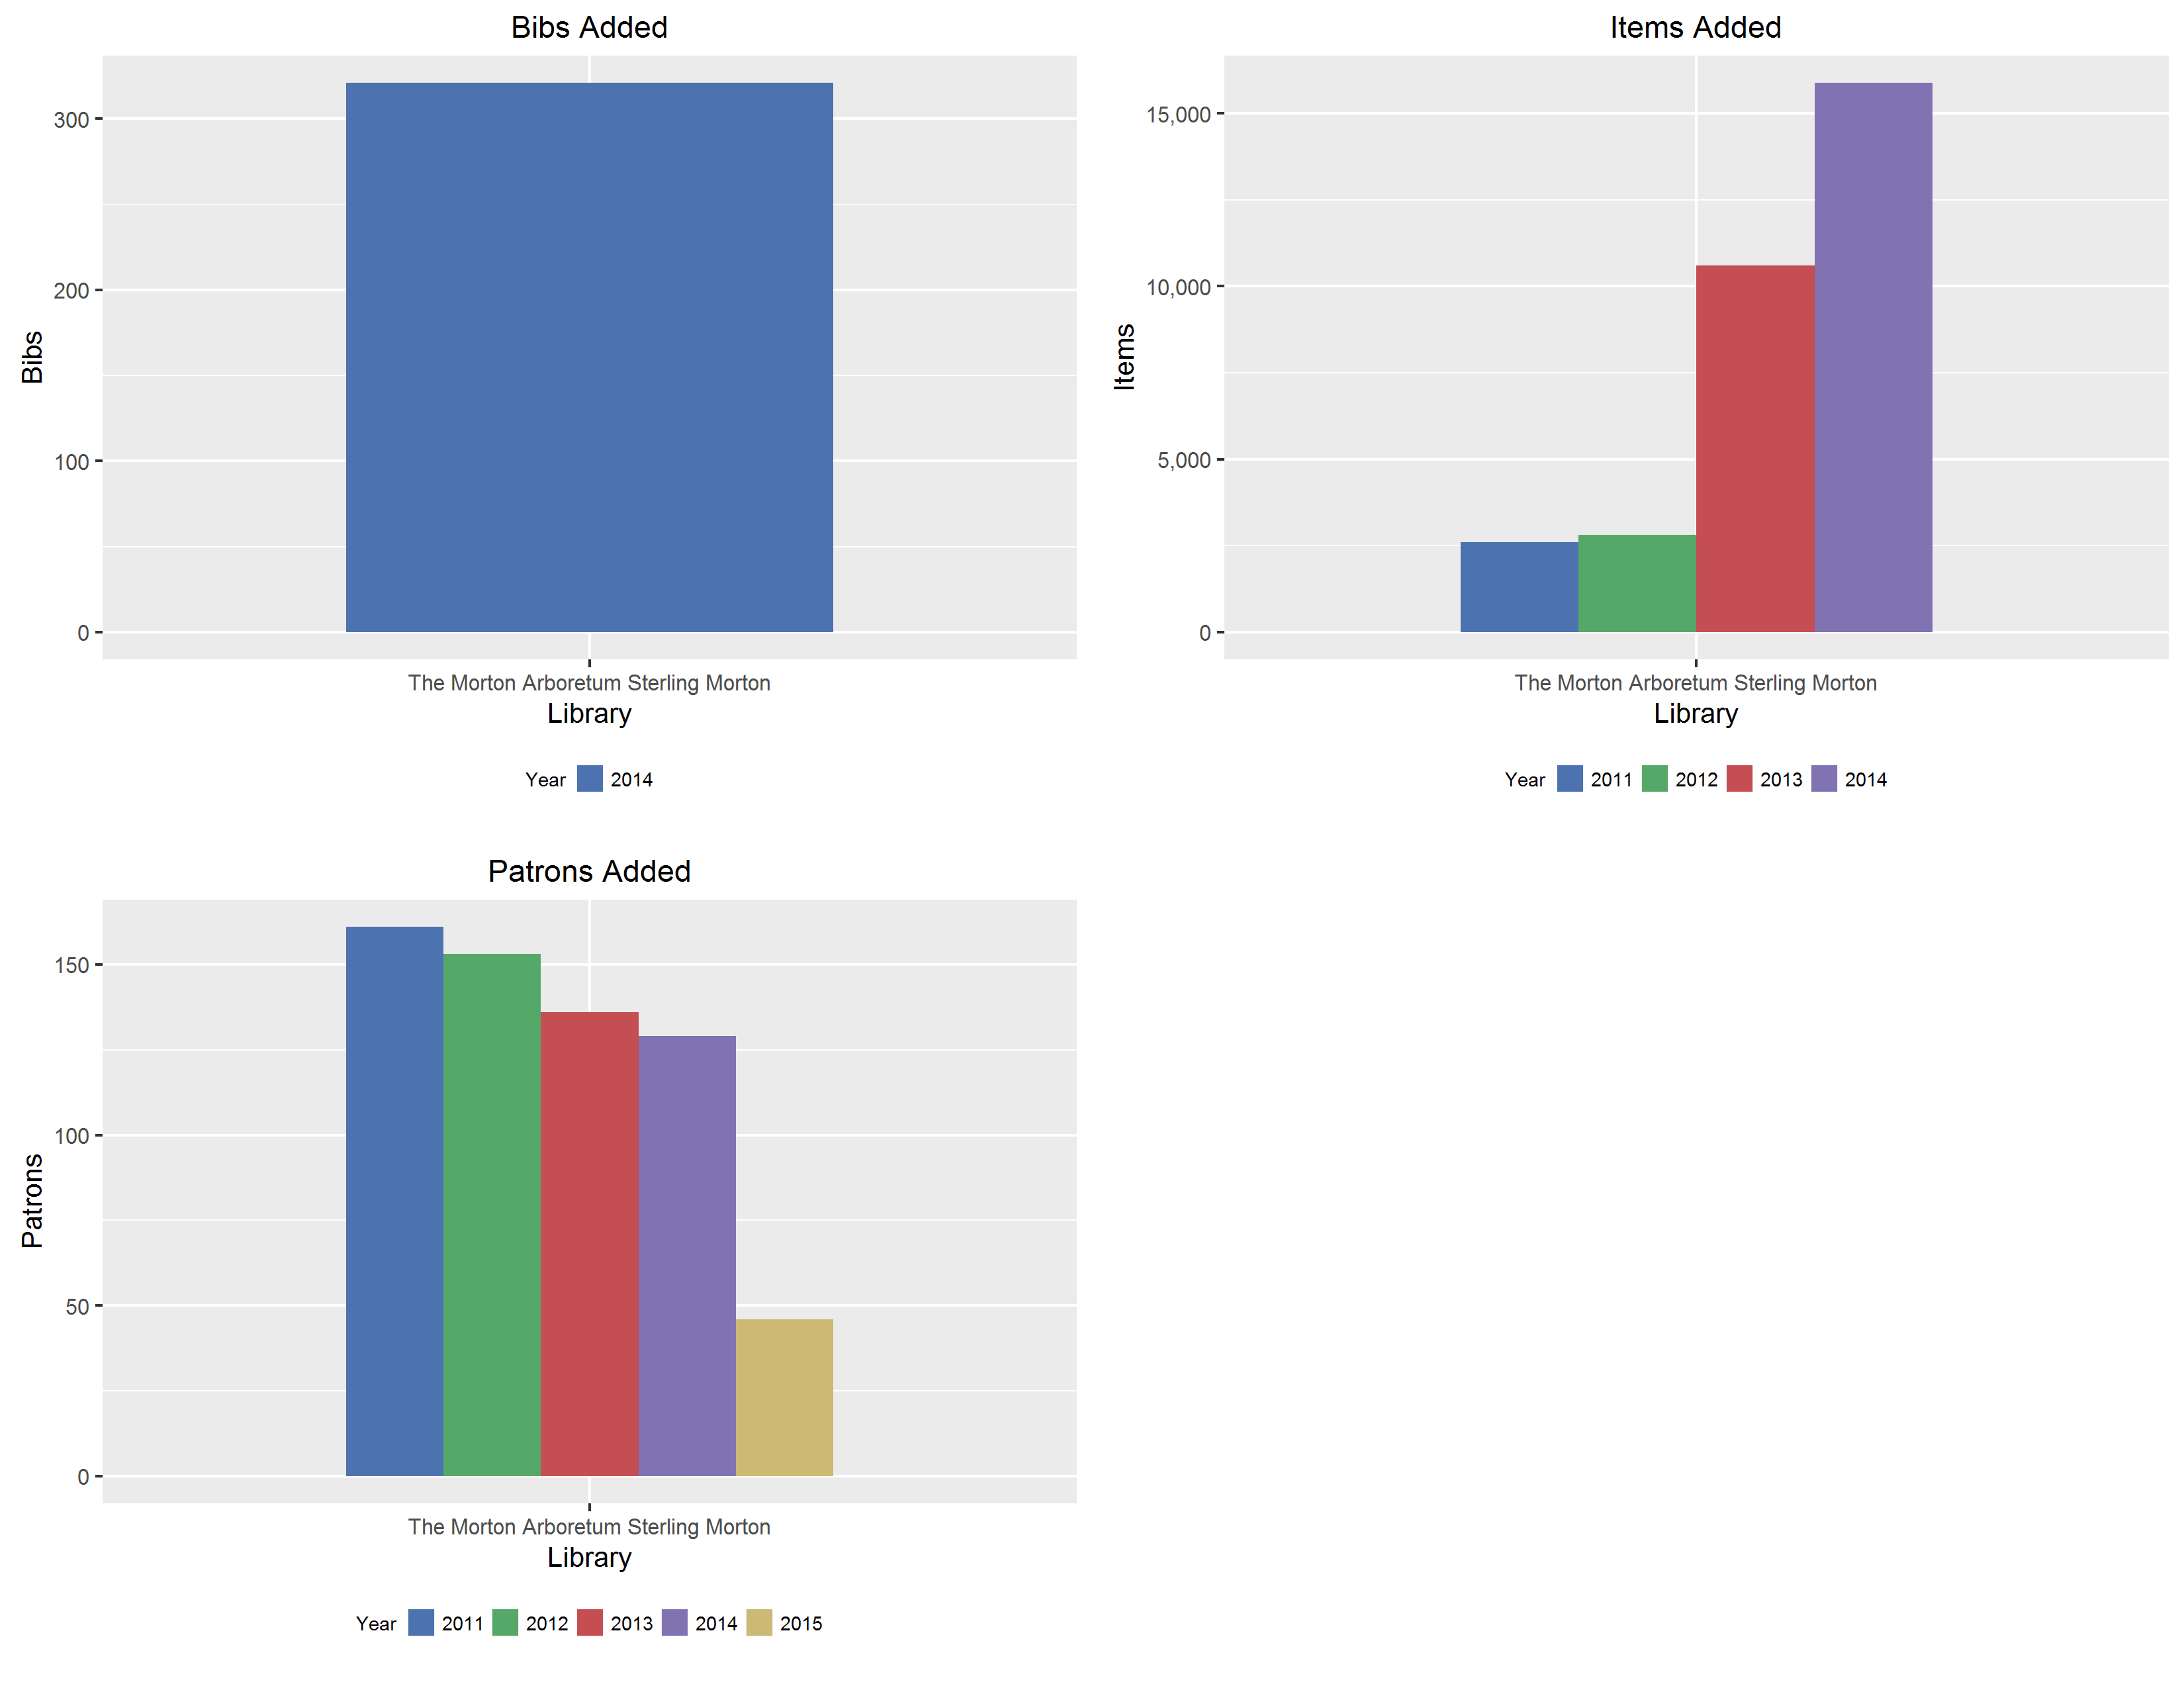 Bibs Added
Bibs
300
200
100
0
The Morton Arboretum Sterling Morton
Library
Year 2014
Items Added
Items
15,000
10,000
5,000
0
The Morton Arboretum Sterling Morton
Library
Year 2011 2012 2013 2014
Patrons Added
Patrons
150
100
50
0
The Morton Arboretum Sterling Morton
Library
Year 2011 2012 2013 2014 2015